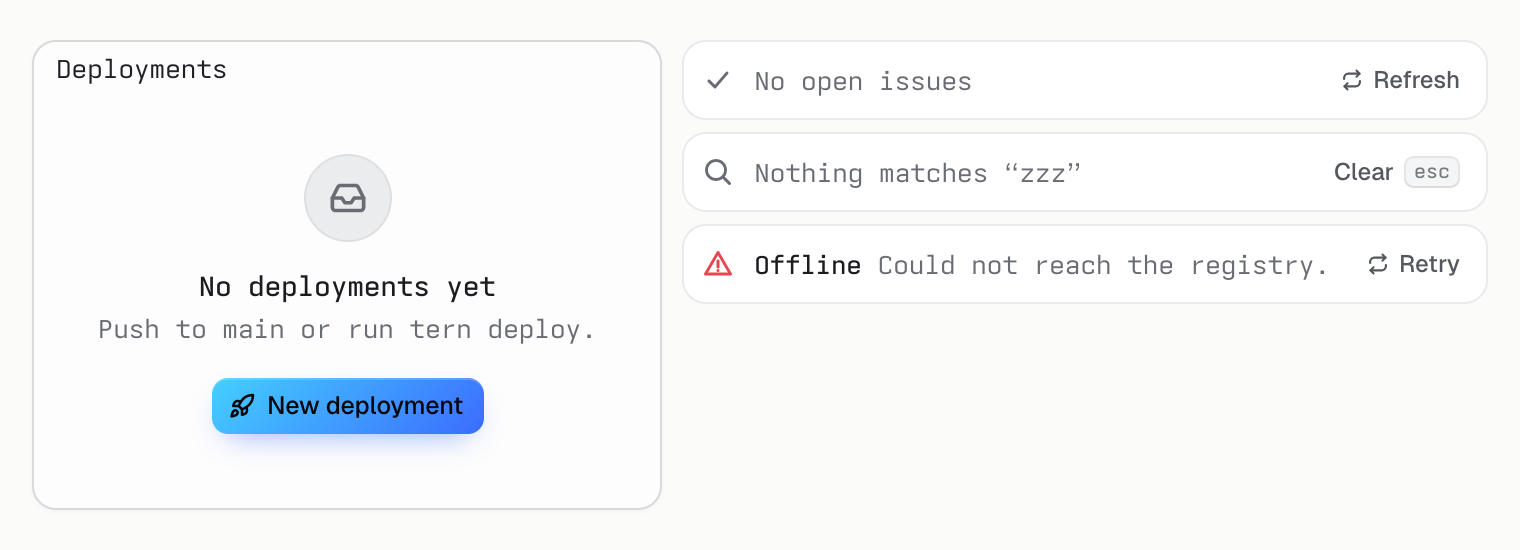 Deployments
No deployments yet
Push to main or run tern deploy.
New deployment
No open issues
Refresh
Nothing matches “zzz”
Clear esc
Offline Could not reach the registry.
Retry